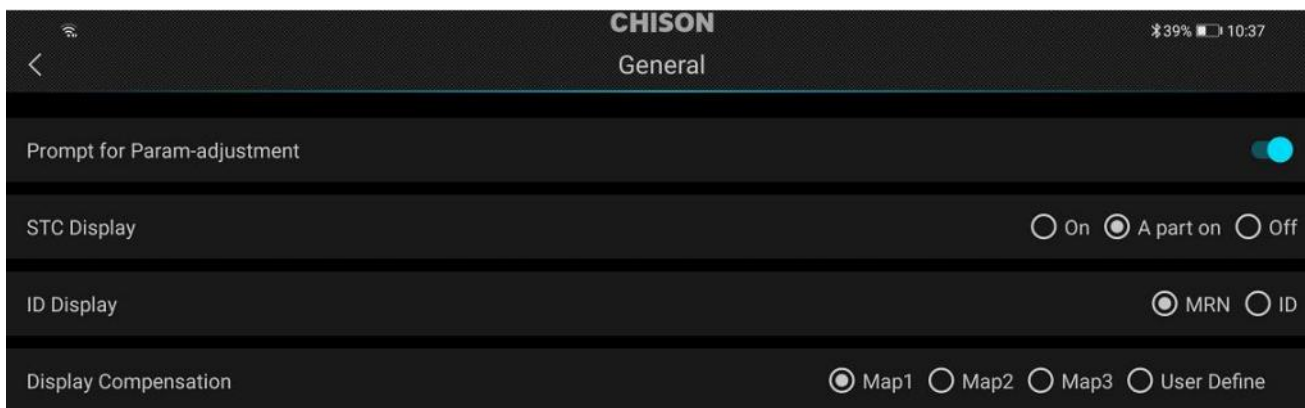 CHISON
39% 10:37
General
Prompt for Param-adjustment
STC Display On A part on Off
ID Display MRN ID
Display Compensation Map1 Map2 Map3 User Define